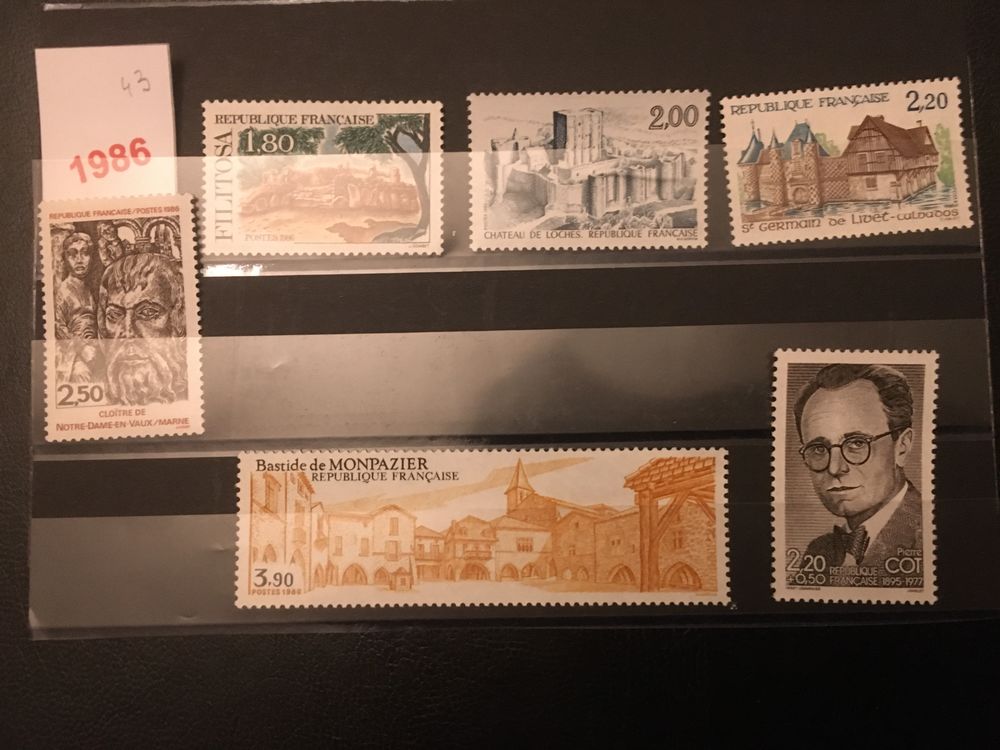 43
1986
FILITOSA
REPUBLIQUE FRANÇAISE
1.80
POSTES 1986
2,00
CHATEAU DE LOCHES. REPUBLIQUE FRANÇAISE
REPUBLIQUE FRANÇAISE 2,20
St GERMAIN DE LIVET-CALVADOS
REPUBLIQUE FRANÇAISE/POSTES 1986
2,50
CLOÎTRE DE
NOTRE-DAME-EN-VAUX/MARNE
Bastide de MONPAZIER
REPUBLIQUE FRANÇAISE
3,90
POSTES 1986
Pierre
COT
2,20 REPUBLIQUE
+0,50 FRANÇAISE 1895-1977